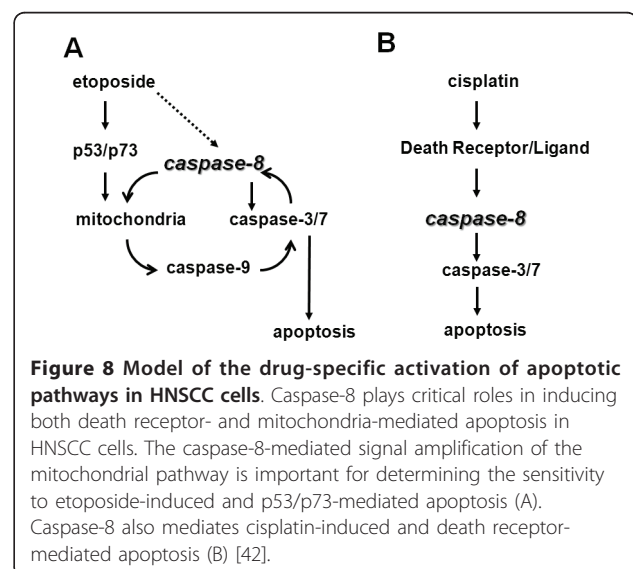 A
B
etoposide
cisplatin
p53/p73
Death Receptor/Ligand
caspase-8
caspase-8
mitochondria
caspase-3/7
caspase-9
caspase-3/7
apoptosis
apoptosis
Figure 8 Model of the drug-specific activation of apoptotic
pathways in HNSCC cells. Caspase-8 plays critical roles in inducing
both death receptor- and mitochondria-mediated apoptosis in
HNSCC cells. The caspase-8-mediated signal amplification of the
mitochondrial pathway is important for determining the sensitivity
to etoposide-induced and p53/p73-mediated apoptosis (A).
Caspase-8 also mediates cisplatin-induced and death receptor-
mediated apoptosis (B) [42].